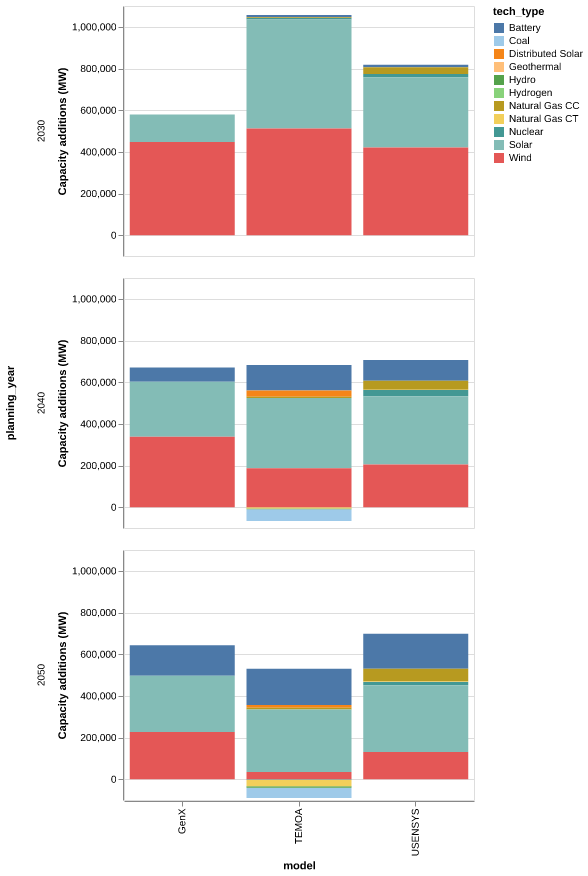 tech_type
Battery
Coal
Distributed Solar
Geothermal
Hydro
Hydrogen
Natural Gas CC
Natural Gas CT
Nuclear
Solar
Wind
planning_year
2030
Capacity additions (MW)
1,000,000
800,000
600,000
400,000
200,000
0
2040
Capacity additions (MW)
1,000,000
800,000
600,000
400,000
200,000
0
2050
Capacity additions (MW)
1,000,000
800,000
600,000
400,000
200,000
0
GenX
TEMOA
USENSYS
model